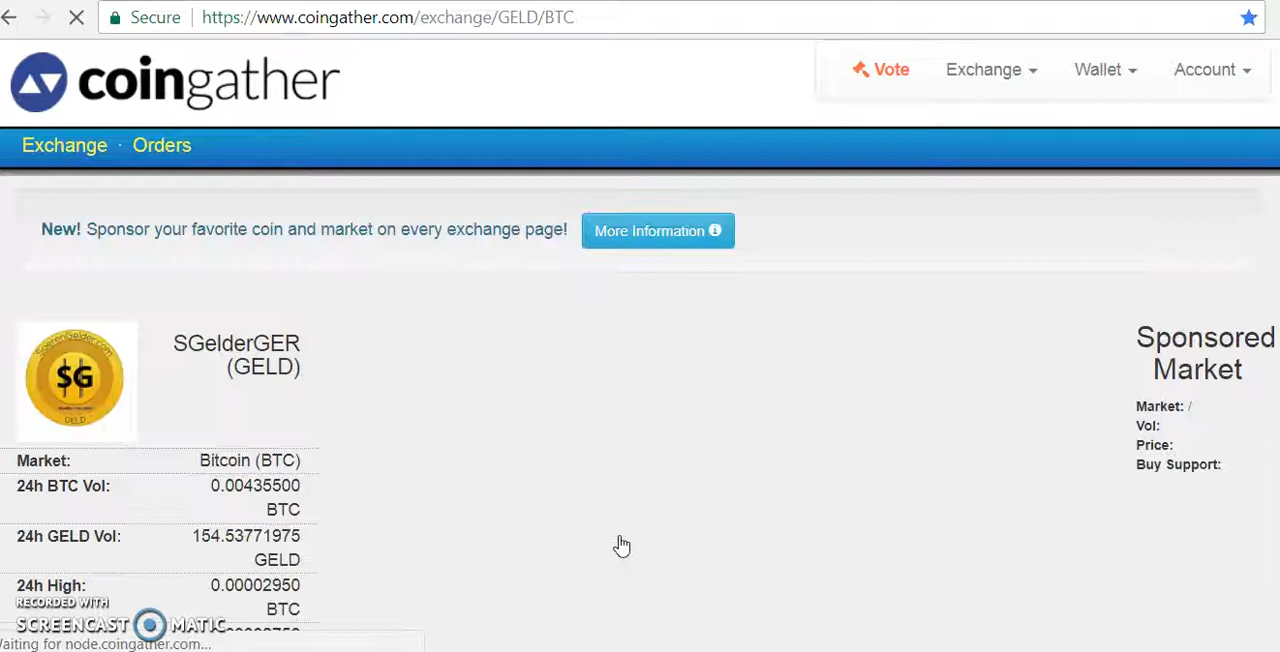 Secure https://www.coingather.com/exchange/GELD/BTC
coingather
Vote Exchange Wallet Account
Exchange · Orders
New! Sponsor your favorite coin and market on every exchange page! More Information
SGelderGER
(GELD)
SG
GELD
Sponsored
Market
Market: /
Vol:
Price:
Buy Support:
Market: Bitcoin (BTC)
24h BTC Vol: 0.00435500
BTC
24h GELD Vol: 154.53771975
GELD
24h High: 0.00002950
BTC
RECORDED WITH
SCREENCAST MATIC
Waiting for node.coingather.com...